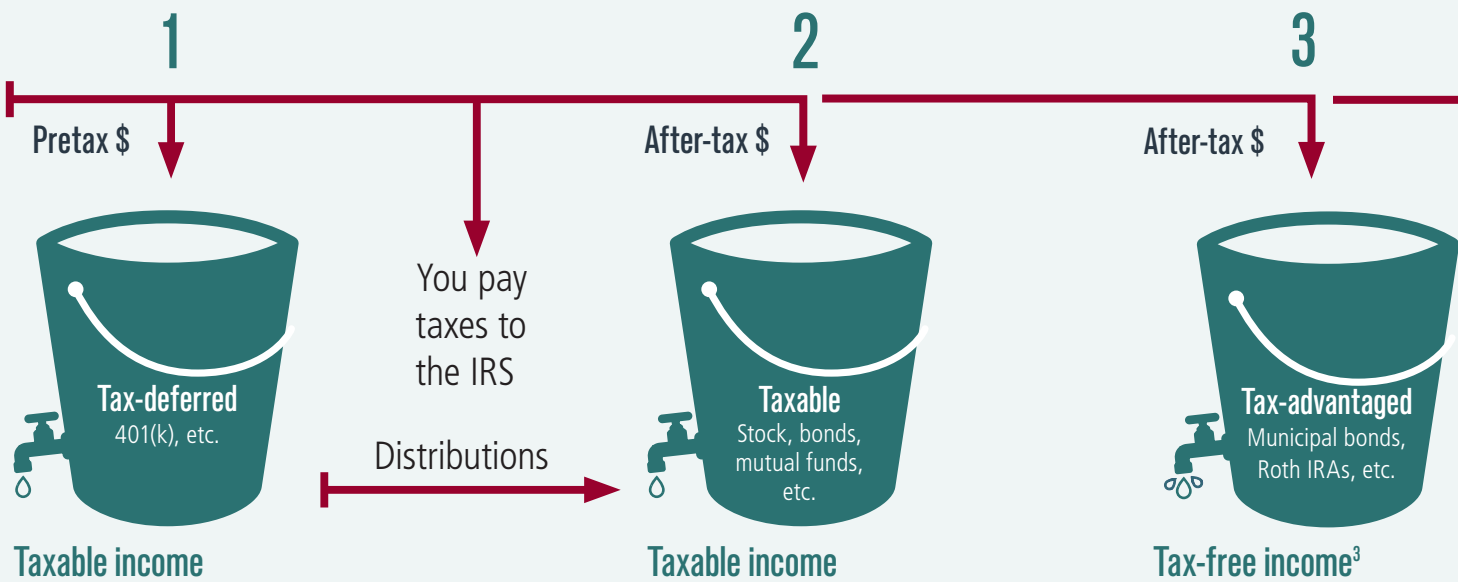 1
2
3
Pretax $
After-tax $
After-tax $
You pay
taxes to
the IRS
Tax-deferred
401(k), etc.
Distributions
Taxable
Stock, bonds,
mutual funds,
etc.
Tax-advantaged
Municipal bonds,
Roth IRAs, etc.
Taxable income
Taxable income
Tax-free income³